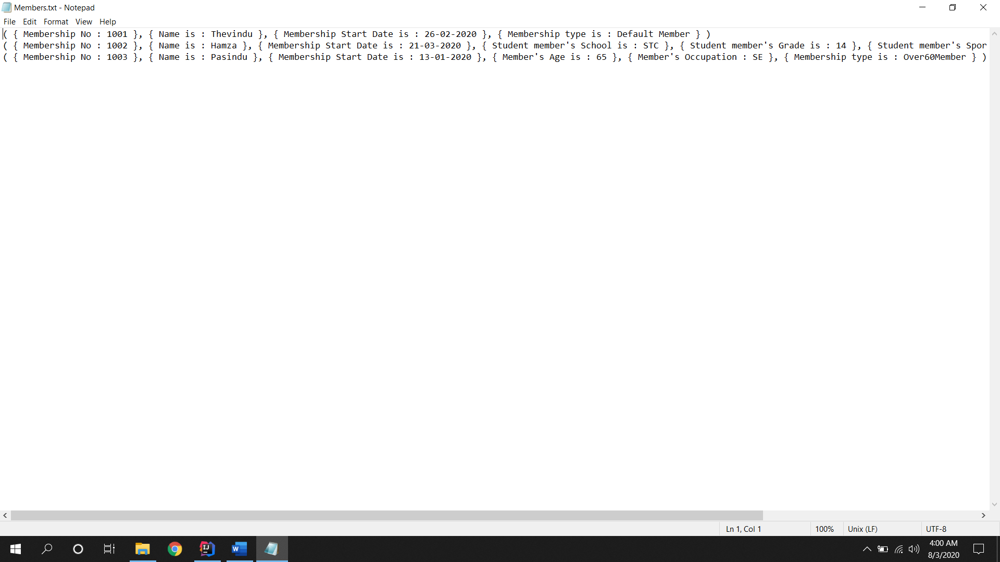 Members.txt - Notepad
File Edit Format View Help
( { Membership No : 1001 }, { Name is : Thevindu }, { Membership Start Date is : 26-02-2020 }, { Membership type is : Default Member } )
( { Membership No : 1002 }, { Name is : Hamza }, { Membership Start Date is : 21-03-2020 }, { Student member's School is : STC }, { Student member's Grade is : 14 }, { Student member's Spor
( { Membership No : 1003 }, { Name is : Pasindu }, { Membership Start Date is : 13-01-2020 }, { Member's Age is : 65 }, { Member's Occupation : SE }, { Membership type is : Over60Member } )
Ln 1, Col 1 100% Unix (LF) UTF-8
IJ
W
4:00 AM
8/3/2020